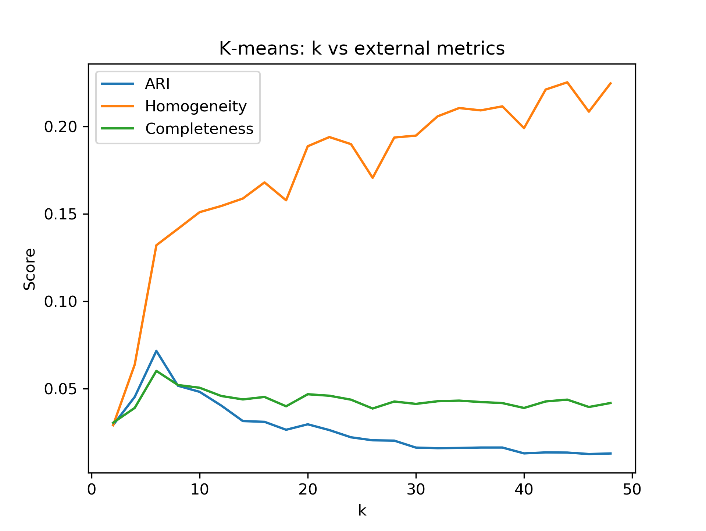 K-means: k vs external metrics
ARI
Homogeneity
Completeness
Score
0.20
0.15
0.10
0.05
0
10
20
30
40
50
k